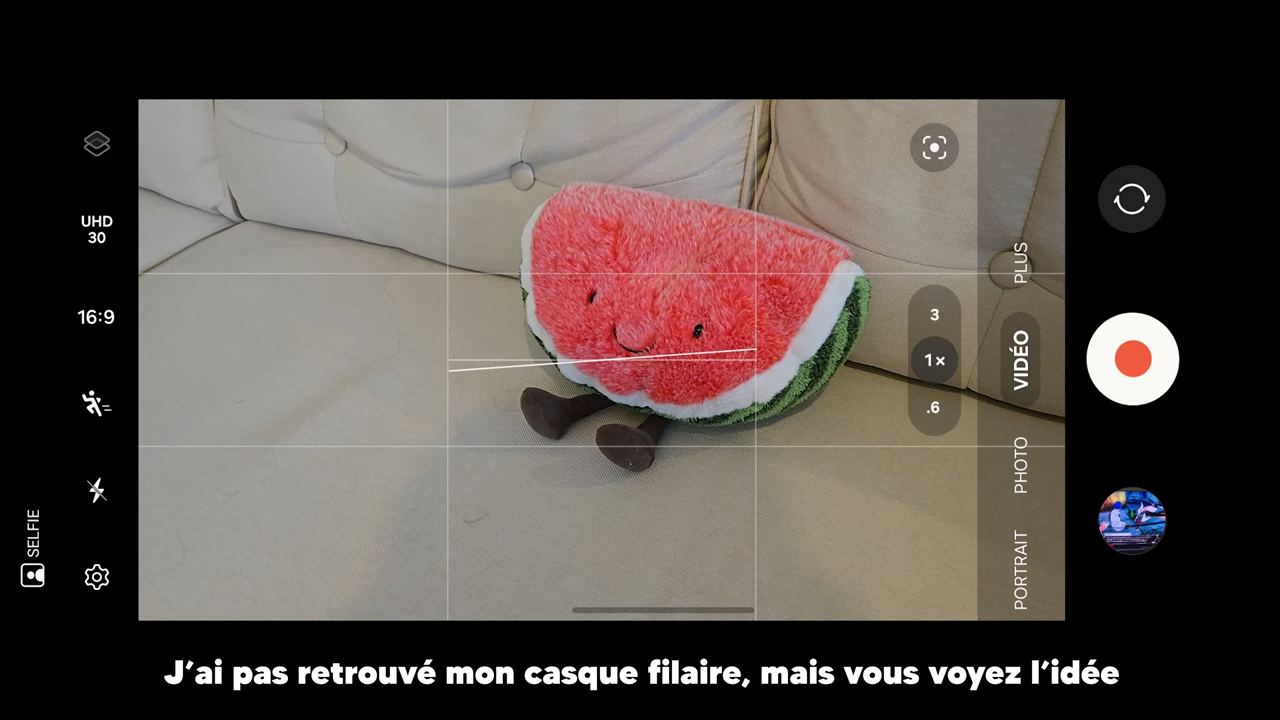 UHD
30
16:9
SELFIE
3
1×
.6
PLUS
VIDÉO
PHOTO
PORTRAIT
J'ai pas retrouvé mon casque filaire, mais vous voyez l'idée